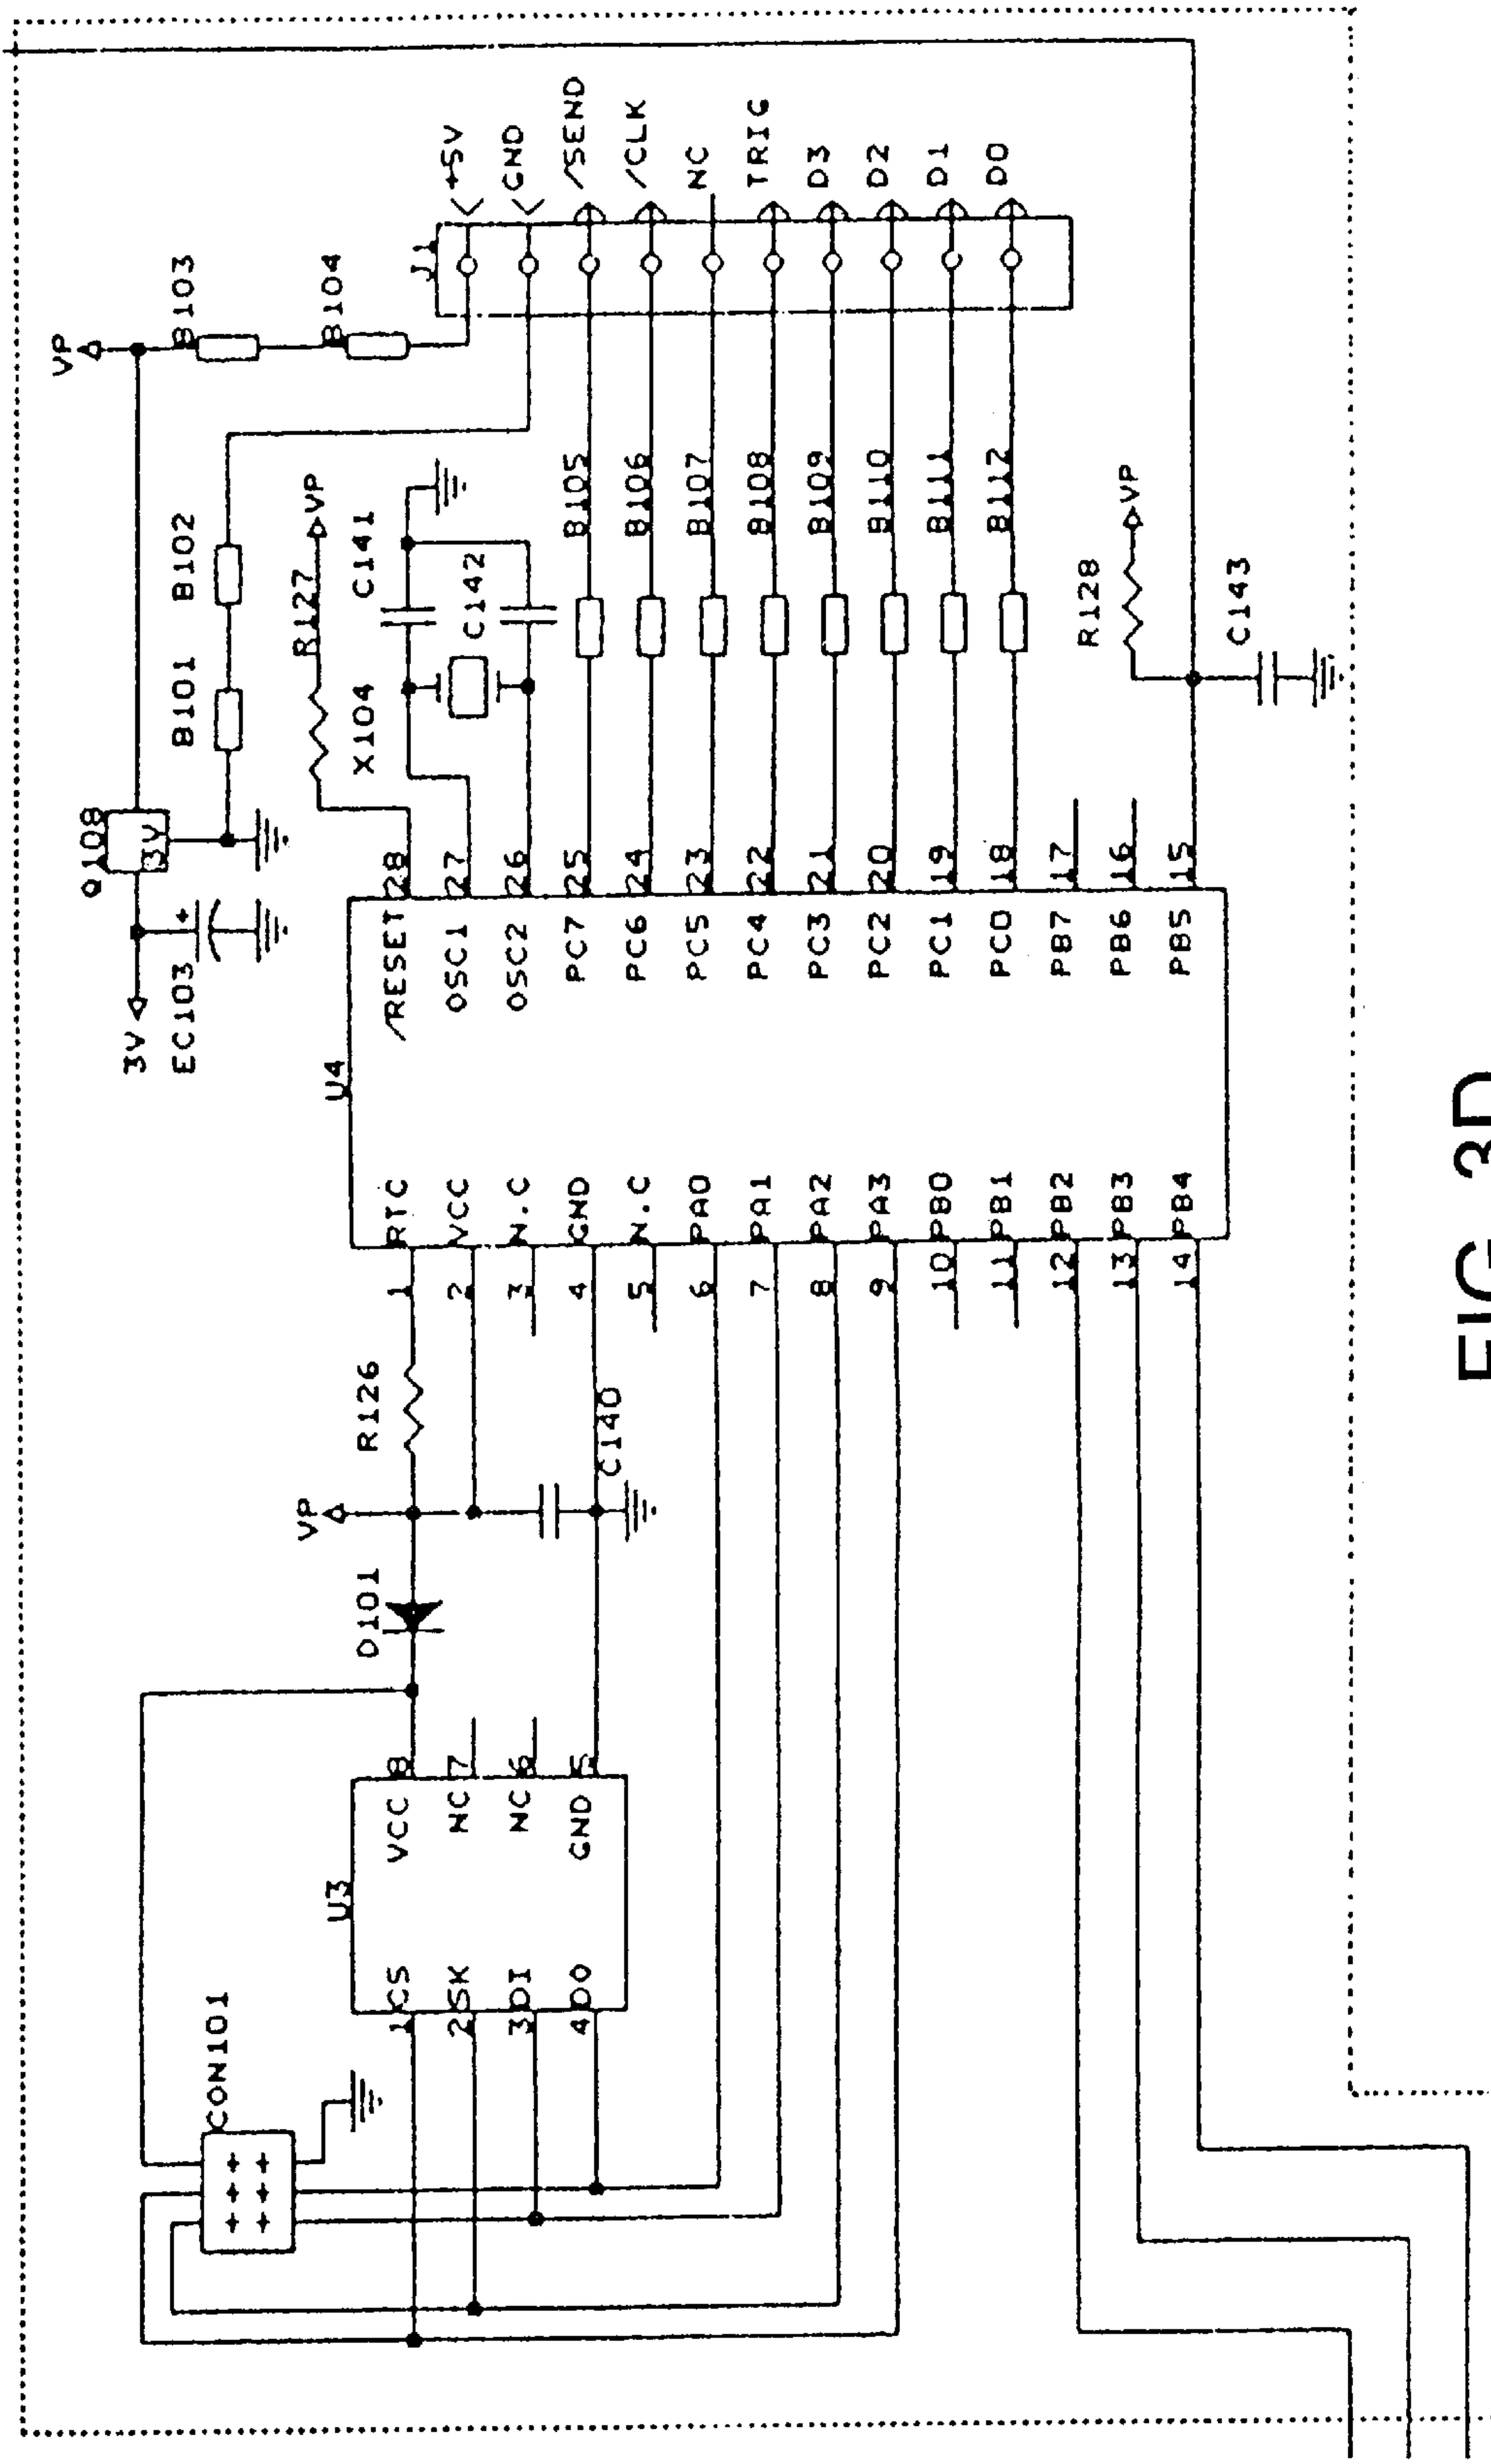 VP
B103
B104
J1
+5V
GND
/SEND
/CLK
NC
TRIG
D3
D2
D1
D0
B101
B102
Q108
3V
3V
EC103
R127
VP
X104
C141
C142
B105
B106
B107
B108
B109
B110
B111
B112
R128
VP
C143
28
27
26
25
24
23
22
21
20
19
18
17
16
15
U4
/RESET
OSC1
OSC2
PC7
PC6
PC5
PC4
PC3
PC2
PC1
PC0
PB7
PB6
PB5
RTC
VCC
N.C
GND
N.C
PA0
PA1
PA2
PA3
PB0
PB1
PB2
PB3
PB4
1
2
3
4
5
6
7
8
9
10
11
12
13
14
R126
VP
C140
D101
U3
8
7
6
5
VCC
NC
NC
GND
CS
SK
DI
DO
1
2
3
4
CON101
FIG. 3D